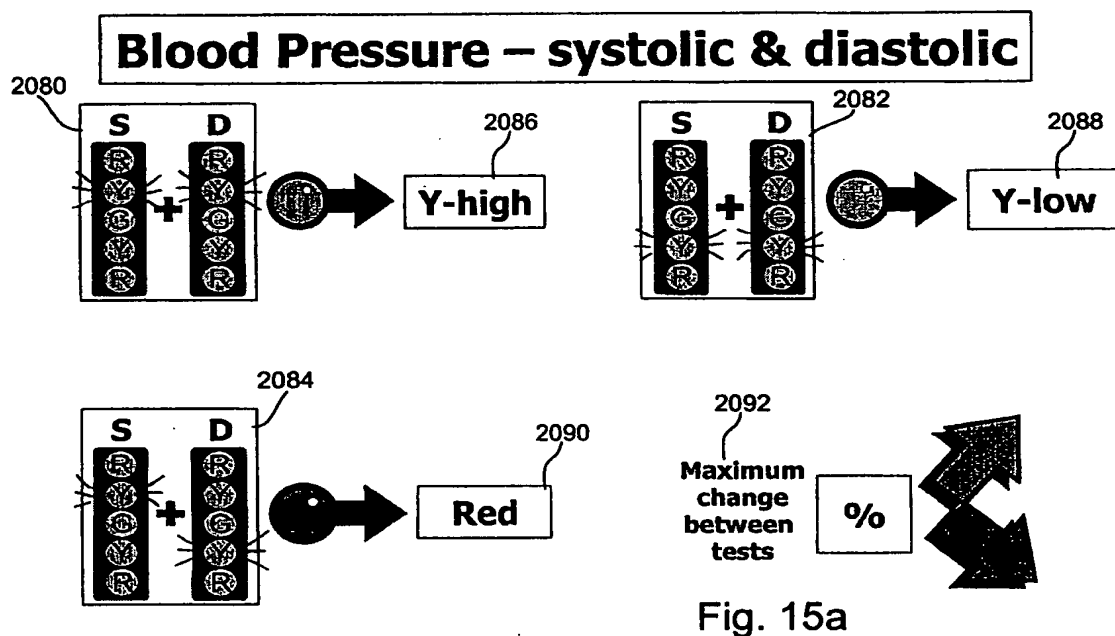 Blood Pressure – systolic & diastolic
2080
S D
R R
Y Y
G + G
Y Y
R R
2086
Y-high
2082
S D
R R
Y Y
G + G
Y Y
R R
2088
Y-low
2084
S D
R R
Y Y
G + G
Y Y
R R
2090
Red
2092
Maximum
change
between
tests
%
Fig. 15a